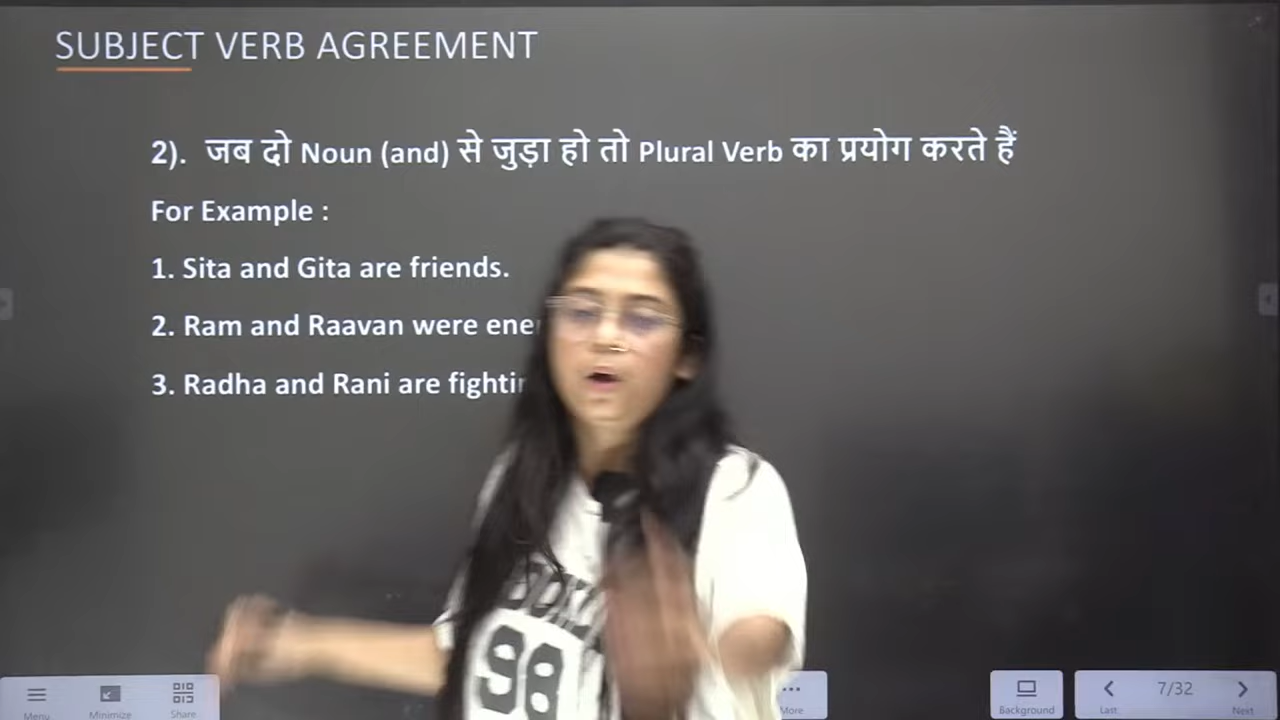 SUBJECT VERB AGREEMENT
2). जब दो Noun (and) से जुड़ा हो तो Plural Verb का प्रयोग करते हैं
For Example :
1. Sita and Gita are friends.
2. Ram and Raavan were
3. Radha and Rani are
98
Menu
Minimize
Share
More
Background
Last
7/32
Next